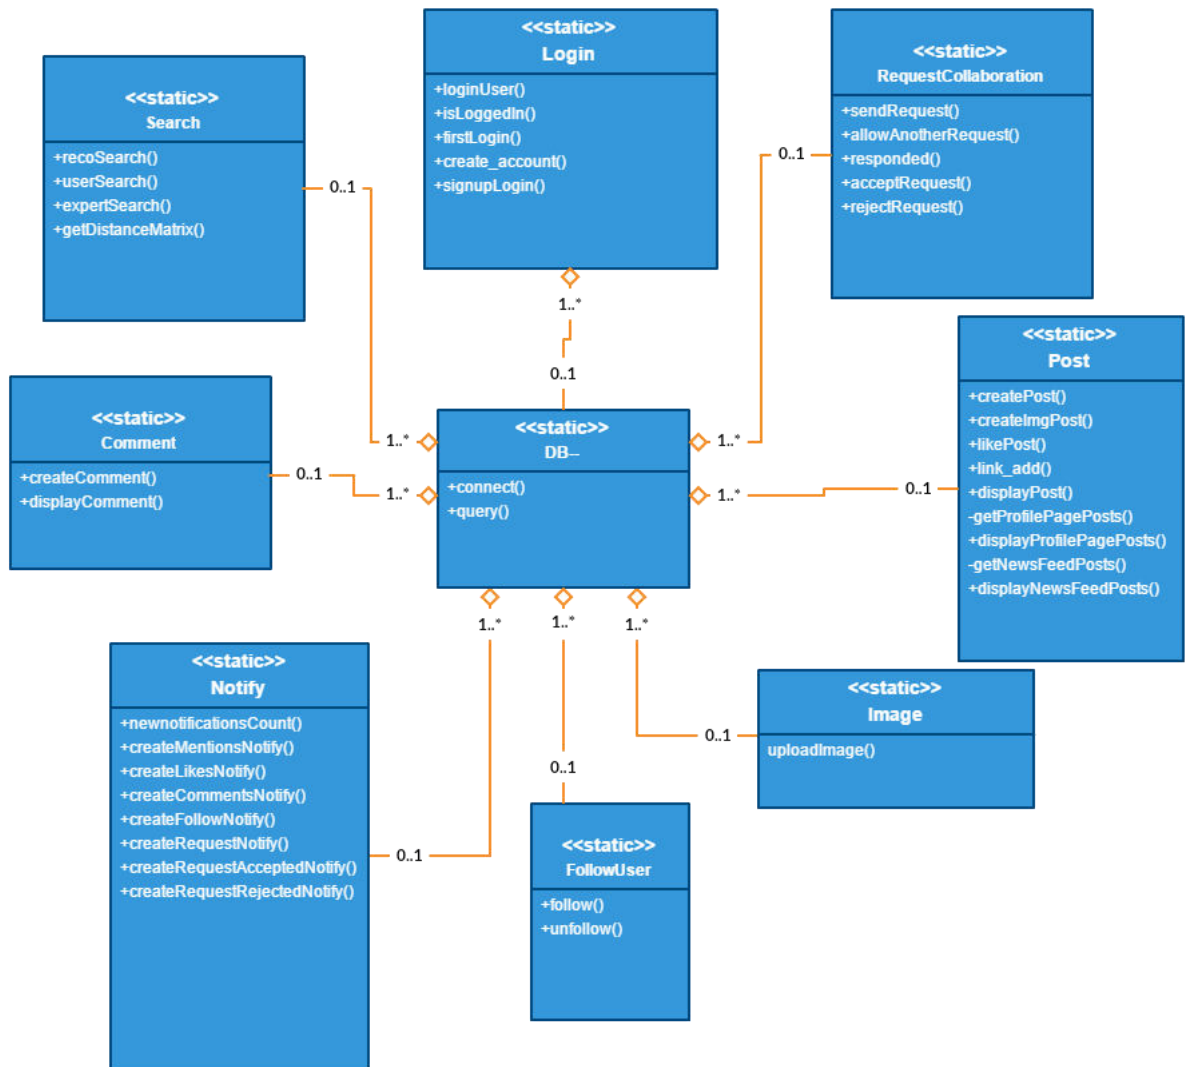 <<static>>
Search
+recoSearch()
+userSearch()
+expertSearch()
+getDistanceMatrix()
<<static>>
Login
+loginUser()
+isLoggedIn()
+firstLogin()
+create_account()
+signupLogin()
<<static>>
RequestCollaboration
+sendRequest()
+allowAnotherRequest()
+responded()
+acceptRequest()
+rejectRequest()
0..1
0..1
1..*
0..1
<<static>>
Comment
+createComment()
+displayComment()
0..1
1..*
1..*
<<static>>
DB--
+connect()
+query()
1..*
1..*
0..1
<<static>>
Post
+createPost()
+createImgPost()
+likePost()
+link_add()
+displayPost()
-getProfilePagePosts()
+displayProfilePagePosts()
-getNewsFeedPosts()
+displayNewsFeedPosts()
1..*
1..*
1..*
<<static>>
Notify
+newnotificationsCount()
+createMentionsNotify()
+createLikesNotify()
+createCommentsNotify()
+createFollowNotify()
+createRequestNotify()
+createRequestAcceptedNotify()
+createRequestRejectedNotify()
0..1
0..1
<<static>>
FollowUser
+follow()
+unfollow()
0..1
<<static>>
Image
uploadImage()